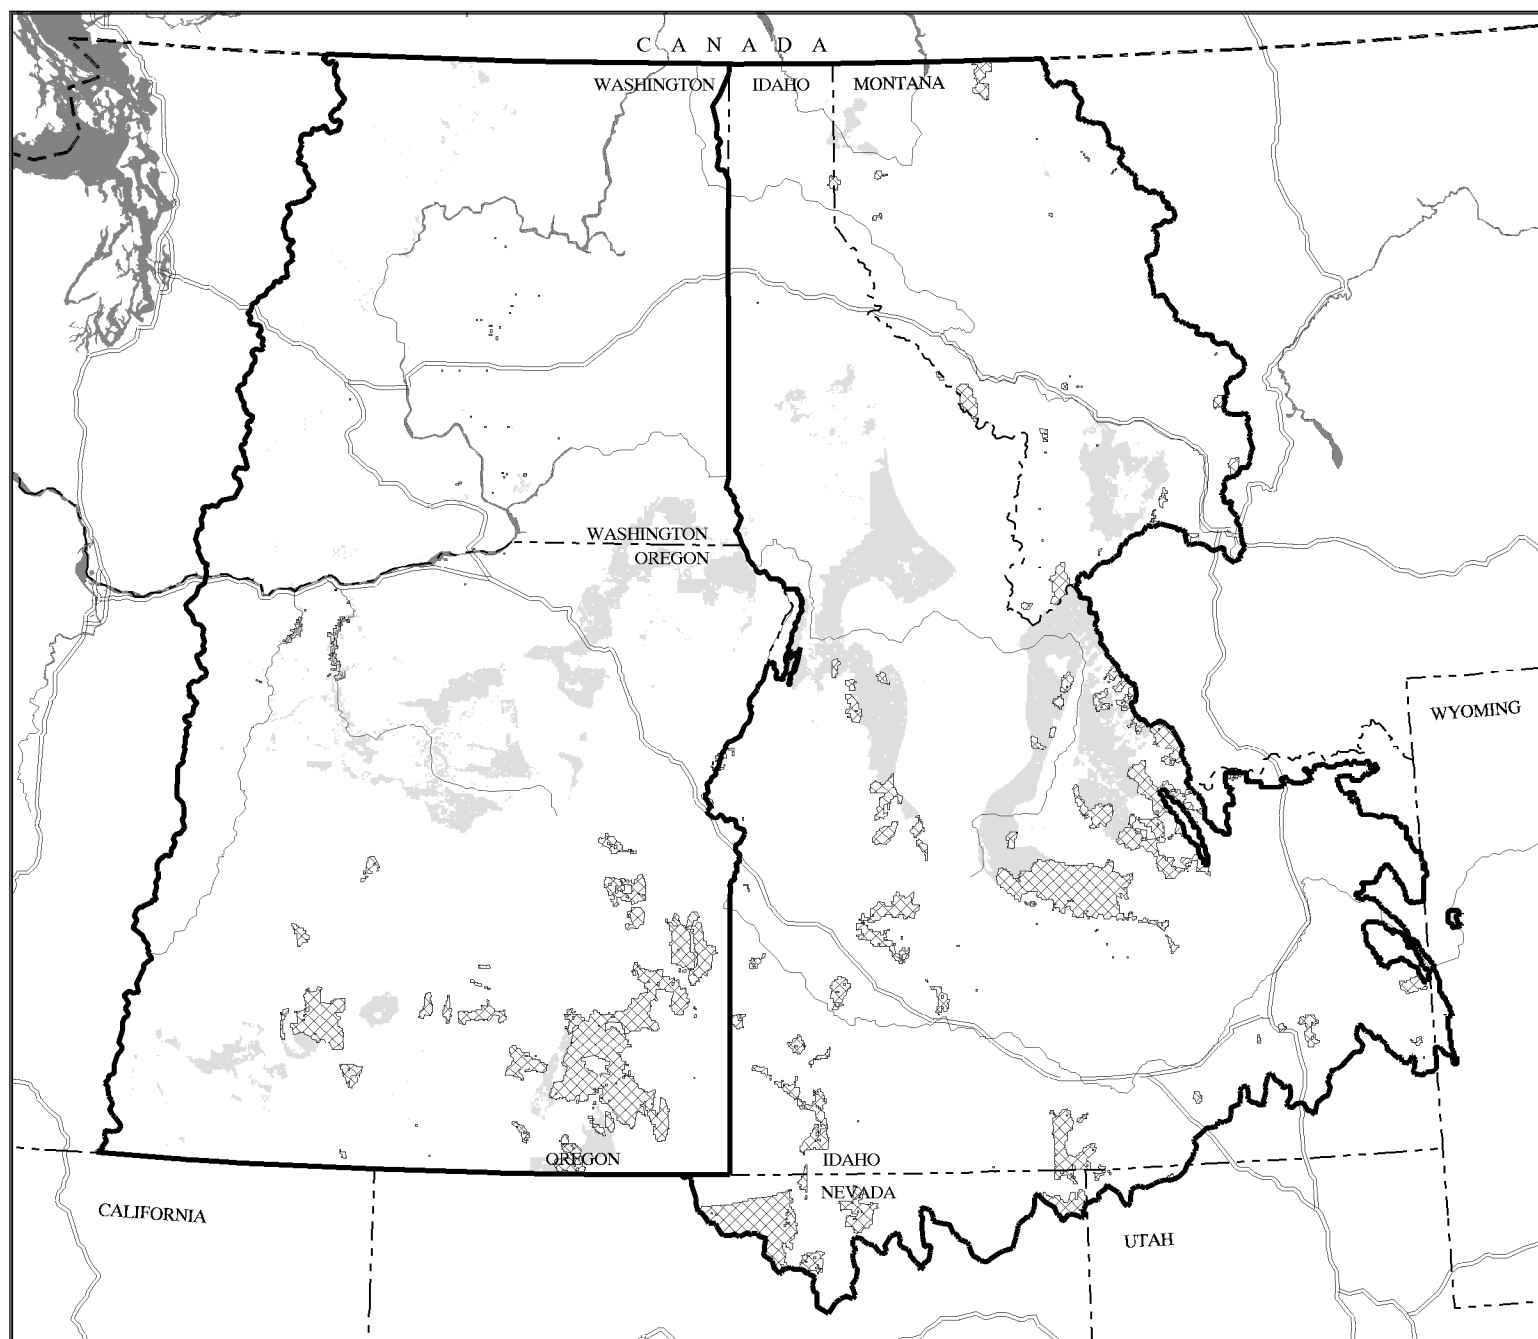 C A N A D A
WASHINGTON IDAHO MONTANA
WASHINGTON
OREGON
WYOMING
OREGON IDAHO
NEVADA
CALIFORNIA
UTAH